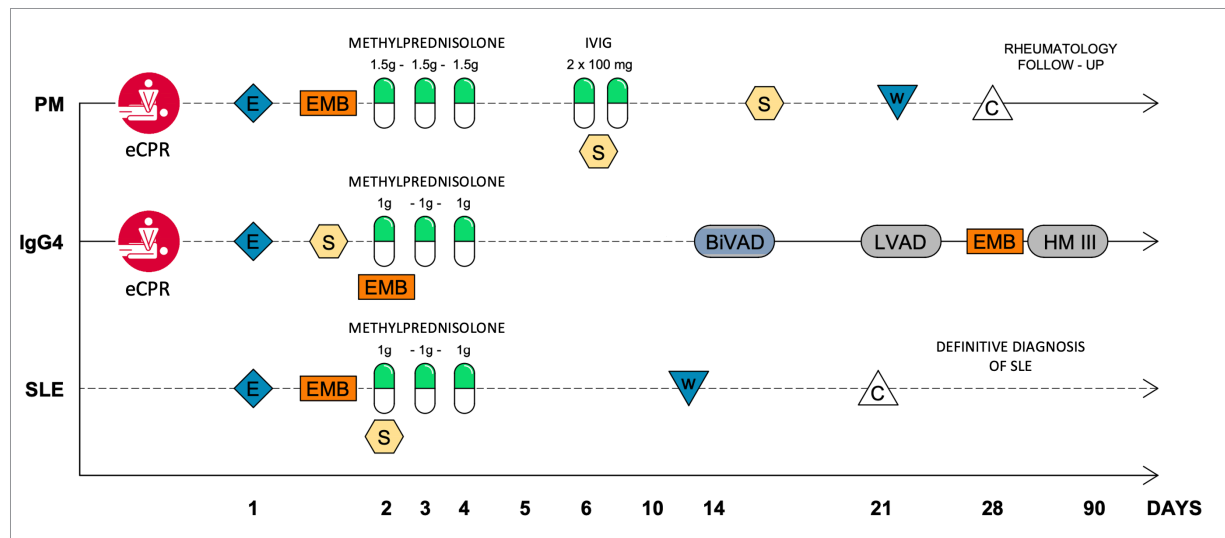 METHYLPREDNISOLONE
1.5g - 1.5g - 1.5g
IVIG
2 x 100 mg
RHEUMATOLOGY
FOLLOW - UP
PM
E
EMB
S
W
C
eCPR
S
METHYLPREDNISOLONE
1g - 1g - 1g
IgG4
E
S
BiVAD
LVAD
EMB
HM III
eCPR
EMB
METHYLPREDNISOLONE
1g - 1g - 1g
DEFINITIVE DIAGNOSIS
OF SLE
SLE
E
EMB
W
C
S
1 2 3 4 5 6 10 14 21 28 90 DAYS